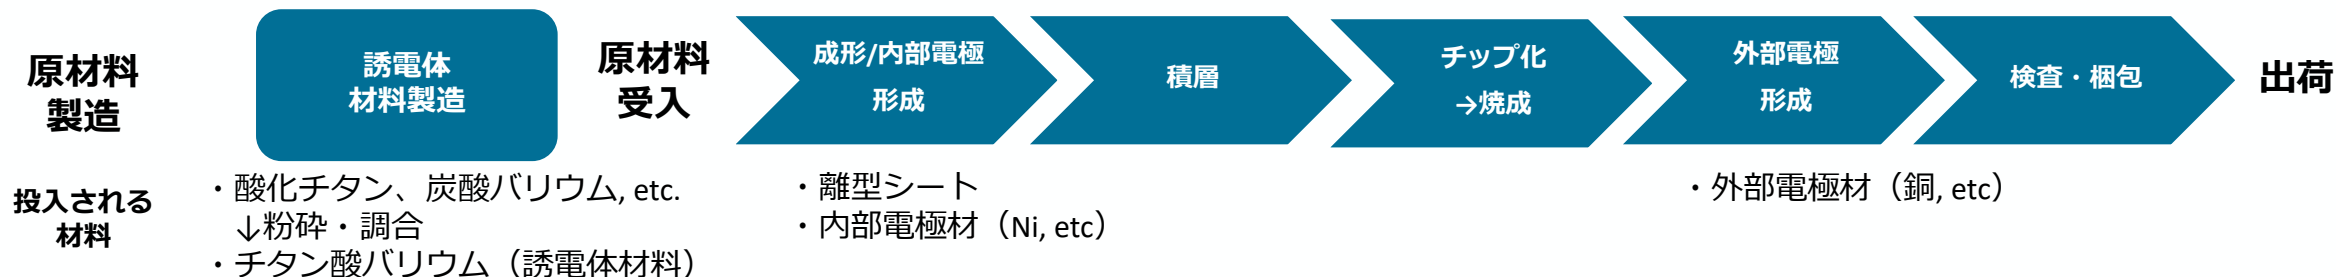 原材料
製造
誘電体
材料製造
原材料
受入
成形/内部電極
形成
積層
チップ化
→焼成
外部電極
形成
検査・梱包
出荷
投入される
材料
・酸化チタン、炭酸バリウム, etc.
↓粉砕・調合
・チタン酸バリウム（誘電体材料）
・離型シート
・内部電極材（Ni, etc）
・外部電極材（銅, etc）